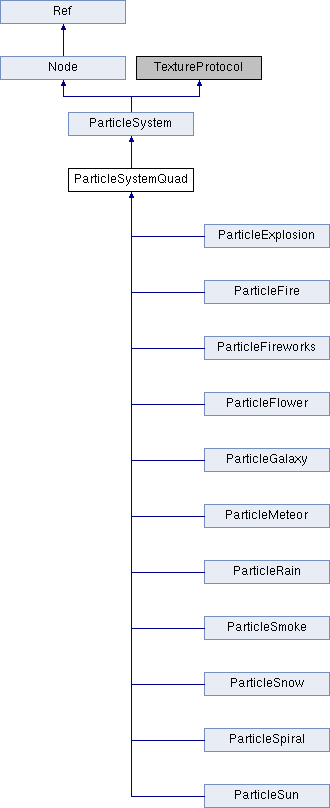 Ref
Node
TextureProtocol
ParticleSystem
ParticleSystemQuad
ParticleExplosion
ParticleFire
ParticleFireworks
ParticleFlower
ParticleGalaxy
ParticleMeteor
ParticleRain
ParticleSmoke
ParticleSnow
ParticleSpiral
ParticleSun